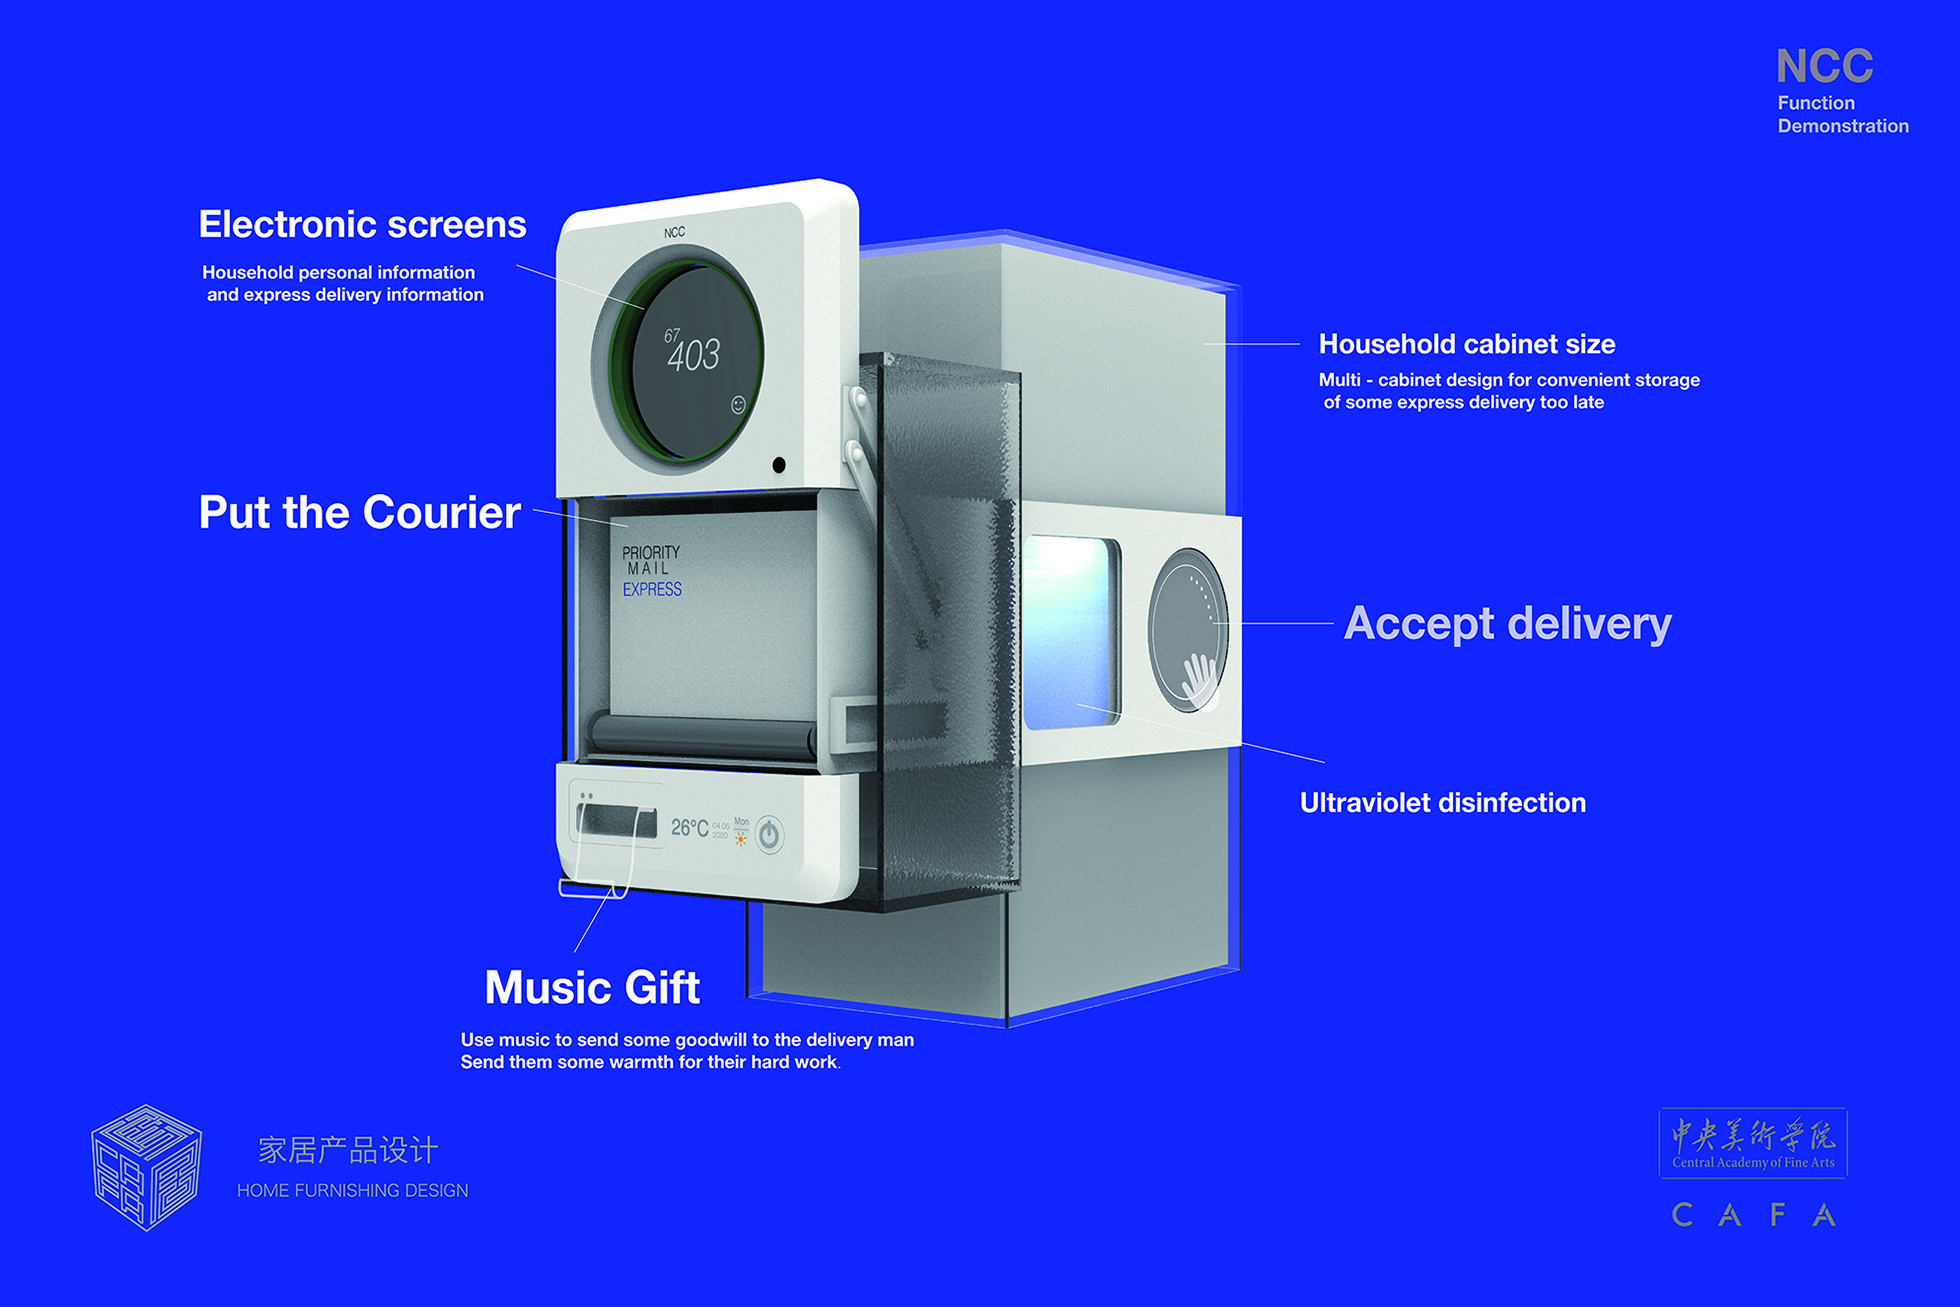 NCC
Function
Demonstration
Electronic screens
Household personal information
and express delivery information
NCC
67
403
Household cabinet size
Multi - cabinet design for convenient storage
of some express delivery too late
Put the Courier
PRIORITY
MAIL
EXPRESS
Accept delivery
Ultraviolet disinfection
26°C
04 05
2020
Mon
Music Gift
Use music to send some goodwill to the delivery man
Send them some warmth for their hard work.
家居产品设计
HOME FURNISHING DESIGN
中央美術学院
Central Academy of Fine Arts
CAFA